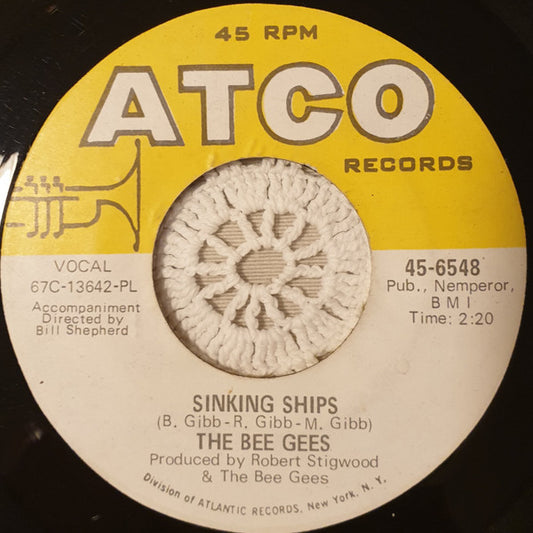 45 RPM
ATCO
RECORDS
VOCAL
67C-13642-PL
Accompaniment
Directed by
Bill Shepherd
45-6548
Pub., Nemperor,
BMI
Time: 2:20
SINKING SHIPS
(B. Gibb-R. Gibb-M. Gibb)
THE BEE GEES
Produced by Robert Stigwood
& The Bee Gees
Division of ATLANTIC RECORDS, New York, N. Y.